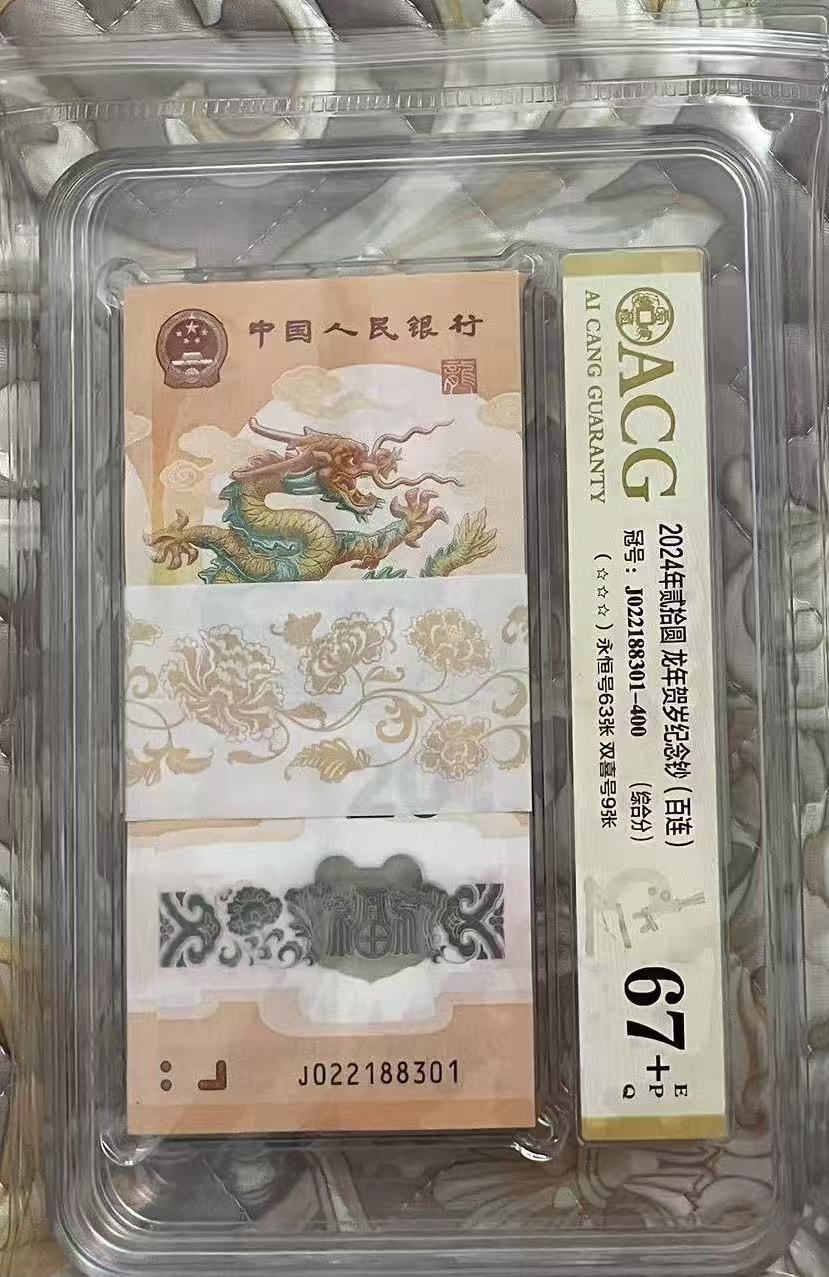 中国人民银行
龍
J022188301
ACG
AI CANG GUARANTY
2024年贰拾圆 龙年贺岁纪念钞（百连）
冠号：J022188301-400 （综合分）
（☆☆☆）永恒号63张 双喜号9张
67+
E
P
Q